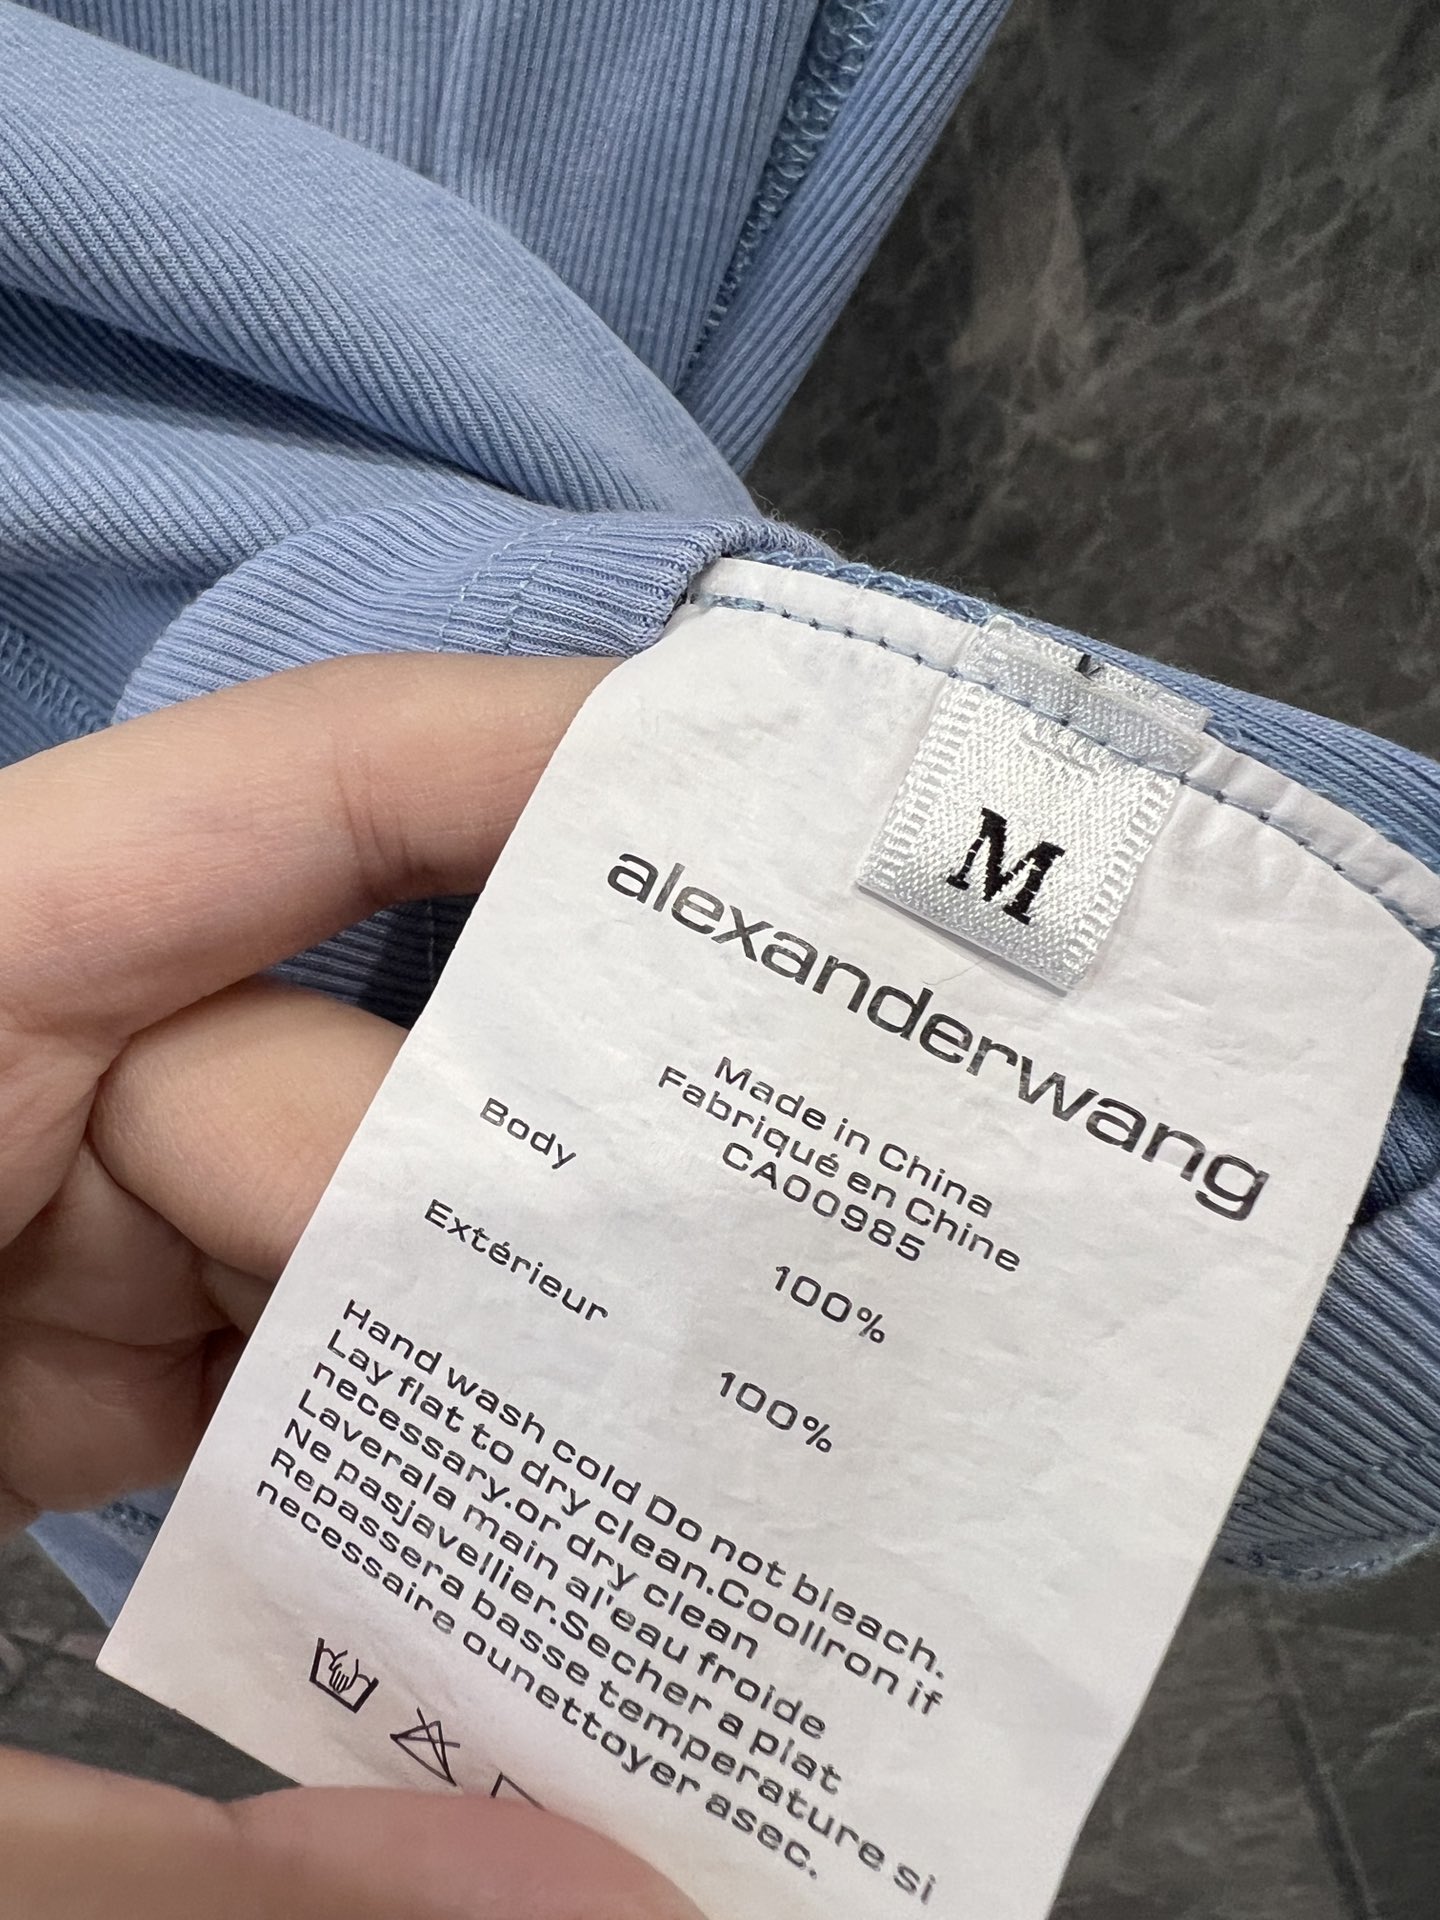 M
alexanderwang
Made in China
Fabriqué en Chine
CA00985
Body 100%
Extérieur 100%
Hand wash cold Do not bleach.
Lay flat to dry clean.CoolIron if
necessary.or dry clean
Laverala main al'eau froide
Ne pasjavellier.Secher a plat
Repassera basse temperature si
necessaire ounettoyer asec.